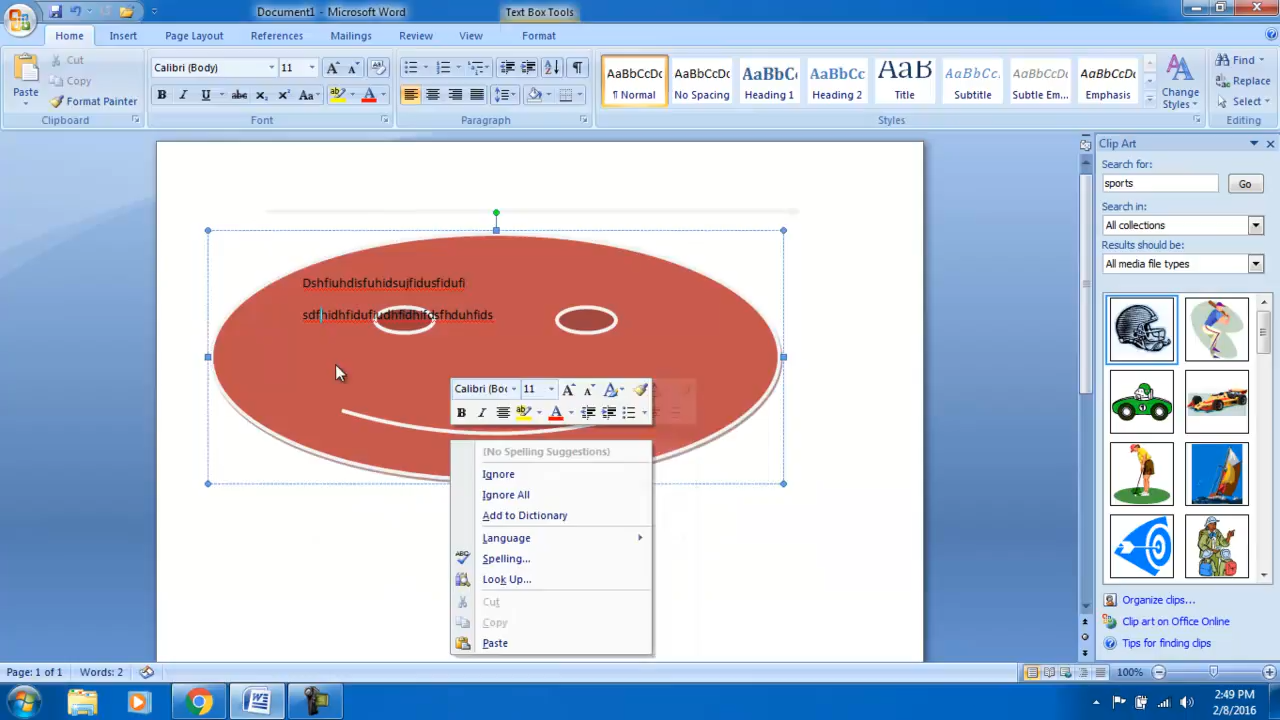 Document1 - Microsoft Word
Text Box Tools
Home
Insert
Page Layout
References
Mailings
Review
View
Format
Paste
Cut
Copy
Format Painter
Clipboard
Calibri (Body)
11
Font
Paragraph
AaBbCcDc
¶ Normal
AaBbCcDc
No Spacing
AaBbCc
Heading 1
AaBbCc
Heading 2
AaB
Title
AaBbCc
Subtitle
AaBbCcDc
Subtle Em...
AaBbCcDc
Emphasis
Change
Styles
Styles
Find
Replace
Select
Editing
Dshfiuhdisfuhidsujfidusfidufi
sdfhidhfidufiudhfidhifdsfhduhfids
Calibri (Boc
11
(No Spelling Suggestions)
Ignore
Ignore All
Add to Dictionary
Language
Spelling...
Look Up...
Cut
Copy
Paste
Clip Art
Search for:
sports
Go
Search in:
All collections
Results should be:
All media file types
Organize clips...
Clip art on Office Online
Tips for finding clips
Page: 1 of 1
Words: 2
100%
2:49 PM
2/8/2016